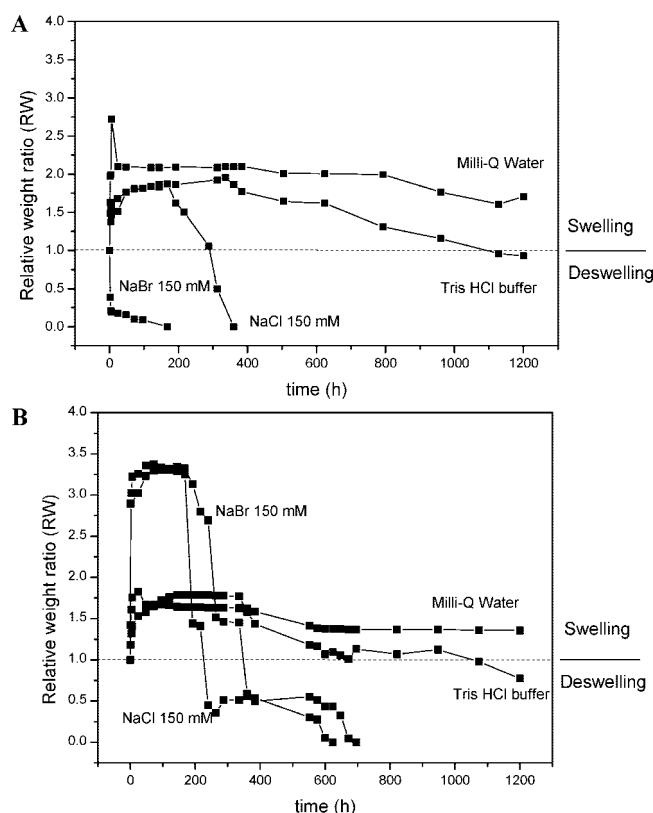 A
Relative weight ratio (RW)
4.0
3.5
3.0
2.5
2.0
1.5
1.0
0.5
0.0
Milli-Q Water
Swelling
Deswelling
NaBr 150 mM
NaCl 150 mM
Tris HCl buffer
0 200 400 600 800 1000 1200
time (h)
B
Relative weight ratio (RW)
4.0
3.5
3.0
2.5
2.0
1.5
1.0
0.5
0.0
NaBr 150 mM
Milli-Q Water
Swelling
Deswelling
NaCl 150 mM
Tris HCl buffer
0 200 400 600 800 1000 1200
time (h)